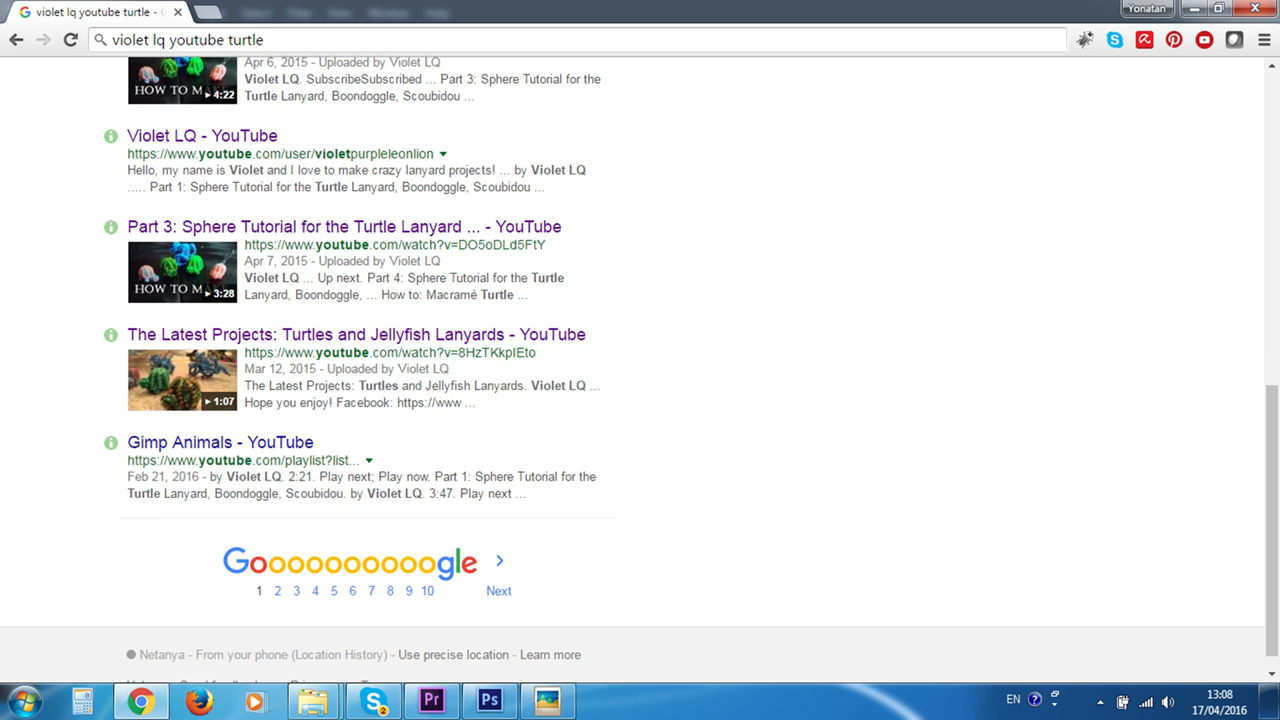 violet lq youtube turtle - G
Yonatan
violet lq youtube turtle
HOW TO MA
4:22
Apr 6, 2015 - Uploaded by Violet LQ
Violet LQ. SubscribeSubscribed ... Part 3: Sphere Tutorial for the
Turtle Lanyard, Boondoggle, Scoubidou ...
Violet LQ - YouTube
https://www.youtube.com/user/violetpurpleleonlion
Hello, my name is Violet and I love to make crazy lanyard projects! ... by Violet LQ
..... Part 1: Sphere Tutorial for the Turtle Lanyard, Boondoggle, Scoubidou ...
Part 3: Sphere Tutorial for the Turtle Lanyard ... - YouTube
https://www.youtube.com/watch?v=DO5oDLd5FtY
Apr 7, 2015 - Uploaded by Violet LQ
Violet LQ ... Up next. Part 4: Sphere Tutorial for the Turtle
Lanyard, Boondoggle, ... How to: Macramé Turtle ...
HOW TO M
3:28
The Latest Projects: Turtles and Jellyfish Lanyards - YouTube
https://www.youtube.com/watch?v=8HzTKkpIEto
Mar 12, 2015 - Uploaded by Violet LQ
The Latest Projects: Turtles and Jellyfish Lanyards. Violet LQ ...
Hope you enjoy! Facebook: https://www ...
1:07
Gimp Animals - YouTube
https://www.youtube.com/playlist?list...
Feb 21, 2016 - by Violet LQ. 2:21. Play next; Play now. Part 1: Sphere Tutorial for the
Turtle Lanyard, Boondoggle, Scoubidou. by Violet LQ. 3:47. Play next ...
Goooooooooogle
1 2 3 4 5 6 7 8 9 10 Next
Netanya - From your phone (Location History) - Use precise location - Learn more
Pr
Ps
2
EN
13:08
17/04/2016